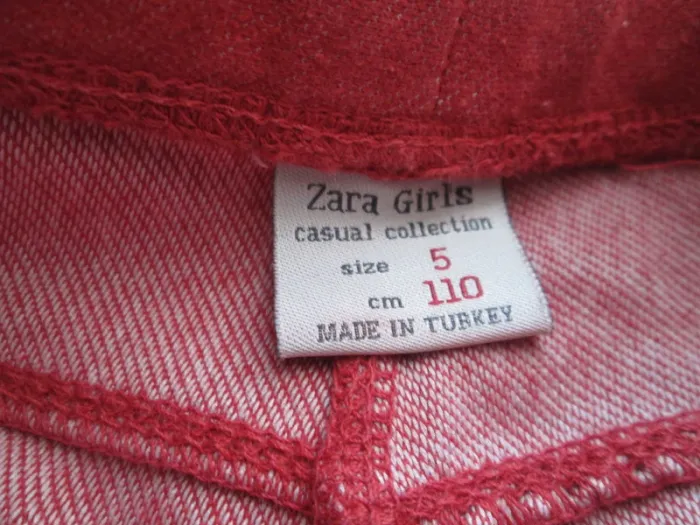 Zara Girls
casual collection
size 5
cm 110
MADE IN TURKEY